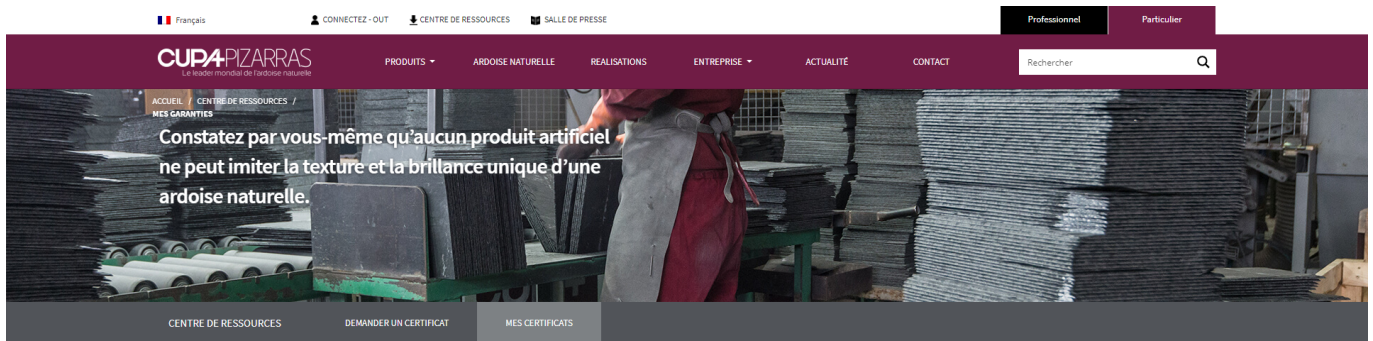 Français
CONNECTEZ - OUT
CENTRE DE RESSOURCES
SALLE DE PRESSE
Professionnel
Particulier
CUPA PIZARRAS
Le leader mondial de l'ardoise naturelle
PRODUITS
ARDOISE NATURELLE
REALISATIONS
ENTREPRISE
ACTUALITÉ
CONTACT
Rechercher
ACCUEIL / CENTRE DE RESSOURCES /
MES GARANTIES
Constatez par vous-même qu'aucun produit artificiel
ne peut imiter la texture et la brillance unique d'une
ardoise naturelle.
CENTRE DE RESSOURCES
DEMANDER UN CERTIFICAT
MES CERTIFICATS